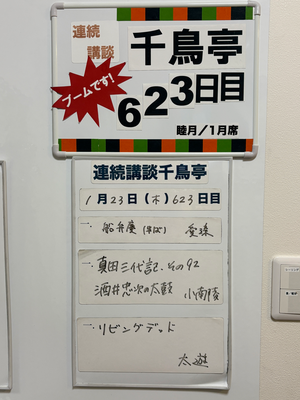 連続
講談
千鳥亭
ブームです!
623日目
睦月/1月席
連続講談千鳥亭
1月23日(木)623日目
一. 船弁慶(半ば)
一. 真田三代記.その92
酒井忠次の太鼓 小南陵
一. リビングデッド
太遊